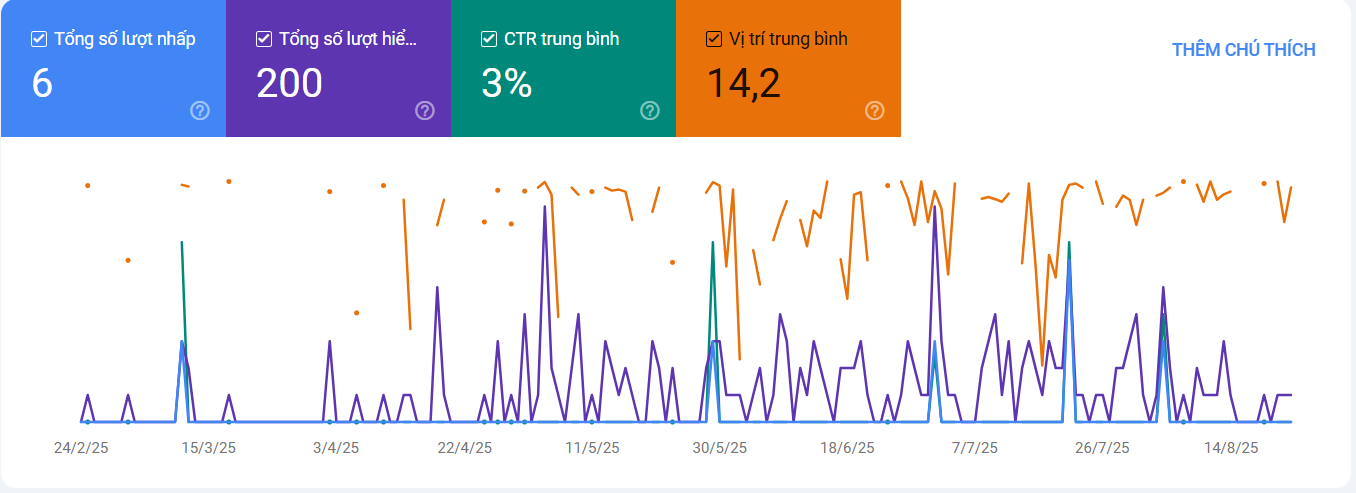 Tổng số lượt nhấp
6
Tổng số lượt hiể...
200
CTR trung bình
3%
Vị trí trung bình
14,2
THÊM CHÚ THÍCH
24/2/25
15/3/25
3/4/25
22/4/25
11/5/25
30/5/25
18/6/25
7/7/25
26/7/25
14/8/25